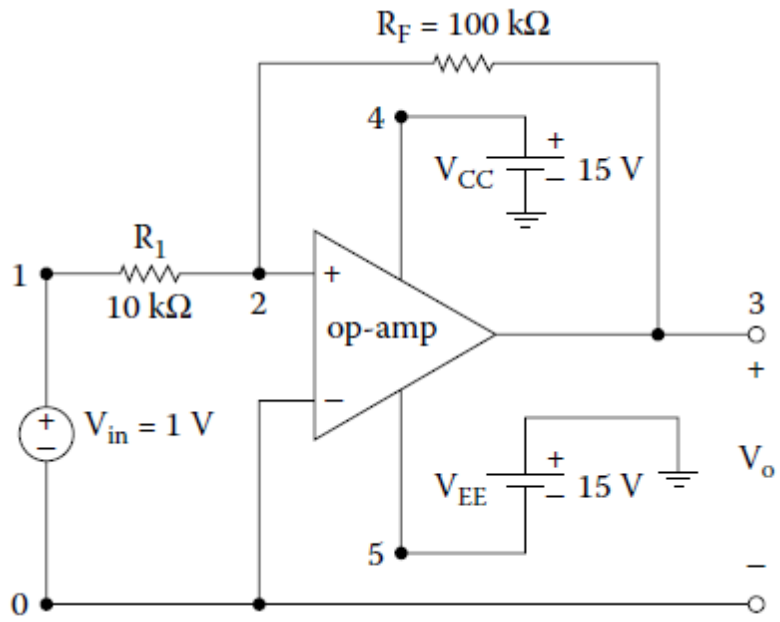 R_F = 100 kΩ
4
+
V_CC
− 15 V
R_1
1
10 kΩ
2
+
op-amp
−
3
+
+
−
V_in = 1 V
+
V_EE
− 15 V
V_o
5
−
0